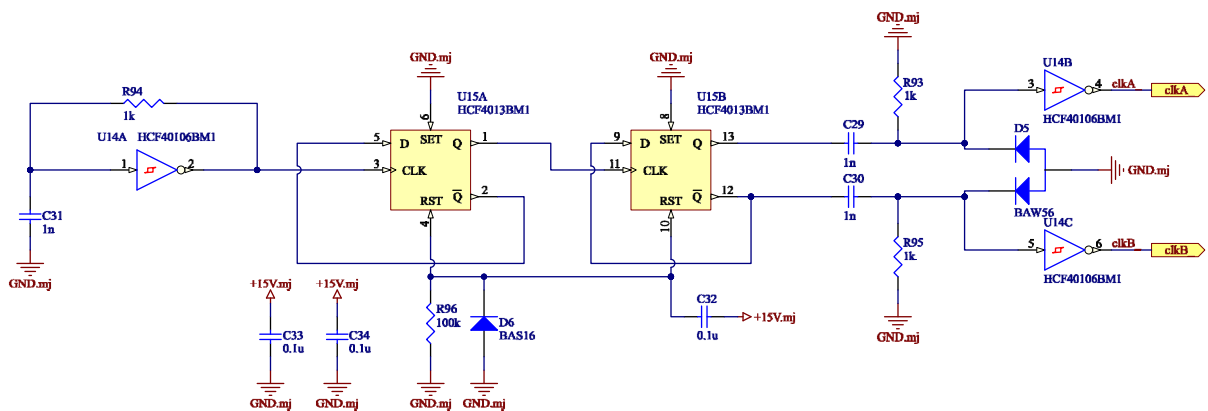 GND.mj
R93
1k
U14B
3
4
clkA
clkA
HCF40106BM1
GND.mj
U15A
HCF4013BM1
6
5
D
SET
Q
1
3
CLK
RST
Q
2
4
GND.mj
U15B
HCF4013BM1
8
9
D
SET
Q
13
11
CLK
RST
Q
12
10
R94
1k
U14A
HCF40106BM1
1
2
C31
1n
GND.mj
C29
1n
C30
1n
D5
GND.mj
BAW56
R95
1k
GND.mj
U14C
5
6
clkB
clkB
HCF40106BM1
+15V.mj
C33
0.1u
GND.mj
+15V.mj
C34
0.1u
GND.mj
R96
100k
GND.mj
D6
BAS16
GND.mj
C32
0.1u
+15V.mj